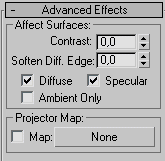 - Advanced Effects
Affect Surfaces:
Contrast: 0,0
Soften Diff. Edge: 0,0
Diffuse Specular
Ambient Only
Projector Map:
Map: None